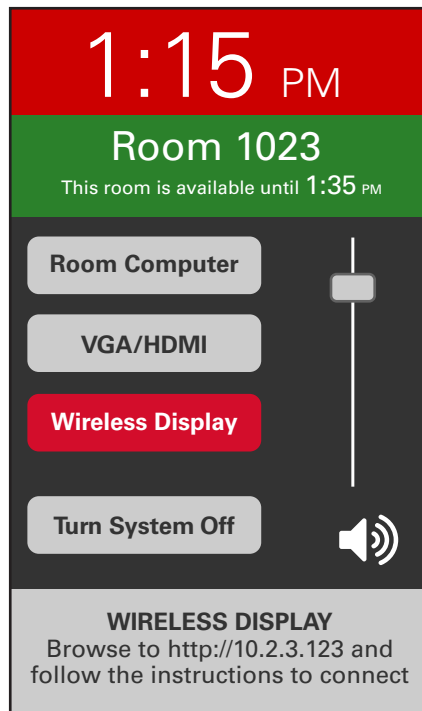 1:15 PM
Room 1023
This room is available until 1:35 PM
Room Computer
VGA/HDMI
Wireless Display
Turn System Off
WIRELESS DISPLAY
Browse to http://10.2.3.123 and
follow the instructions to connect